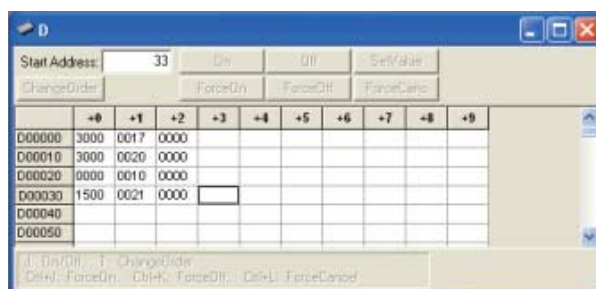 D
Start Address: 33 On Off SetValue
ChangeOrder ForceOn ForceOff ForceCanc
+0 +1 +2 +3 +4 +5 +6 +7 +8 +9
D00000 3000 0017 0000
D00010 3000 0020 0000
D00020 0000 0010 0000
D00030 1500 0021 0000
D00040
D00050
J: On/Off, T: ChangeOrder
Ctrl+J: ForceOn, Ctrl+K: ForceOff, Ctrl+L: ForceCancel